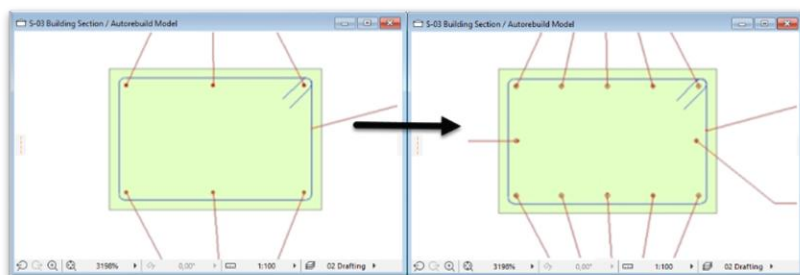 S-03 Building Section / Autorebuild Model
S-03 Building Section / Autorebuild Model
3198% 0,00° 1:100 02 Drafting
3198% 0,00° 1:100 02 Drafting